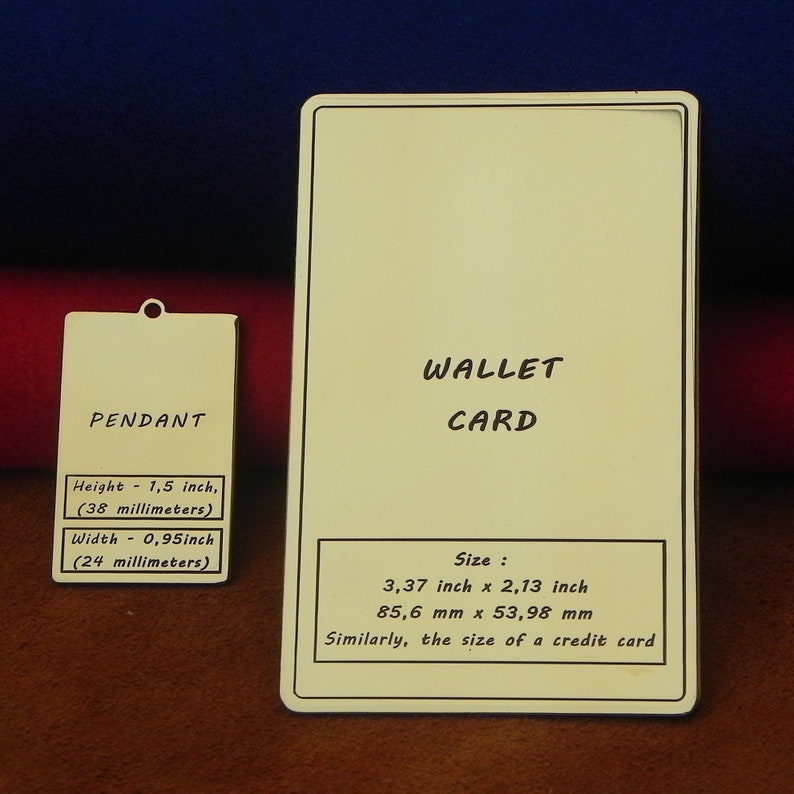 PENDANT
Height - 1,5 inch,
(38 millimeters)
Width - 0,95inch
(24 millimeters)
WALLET
CARD
Size :
3,37 inch x 2,13 inch
85,6 mm x 53,98 mm
Similarly, the size of a credit card